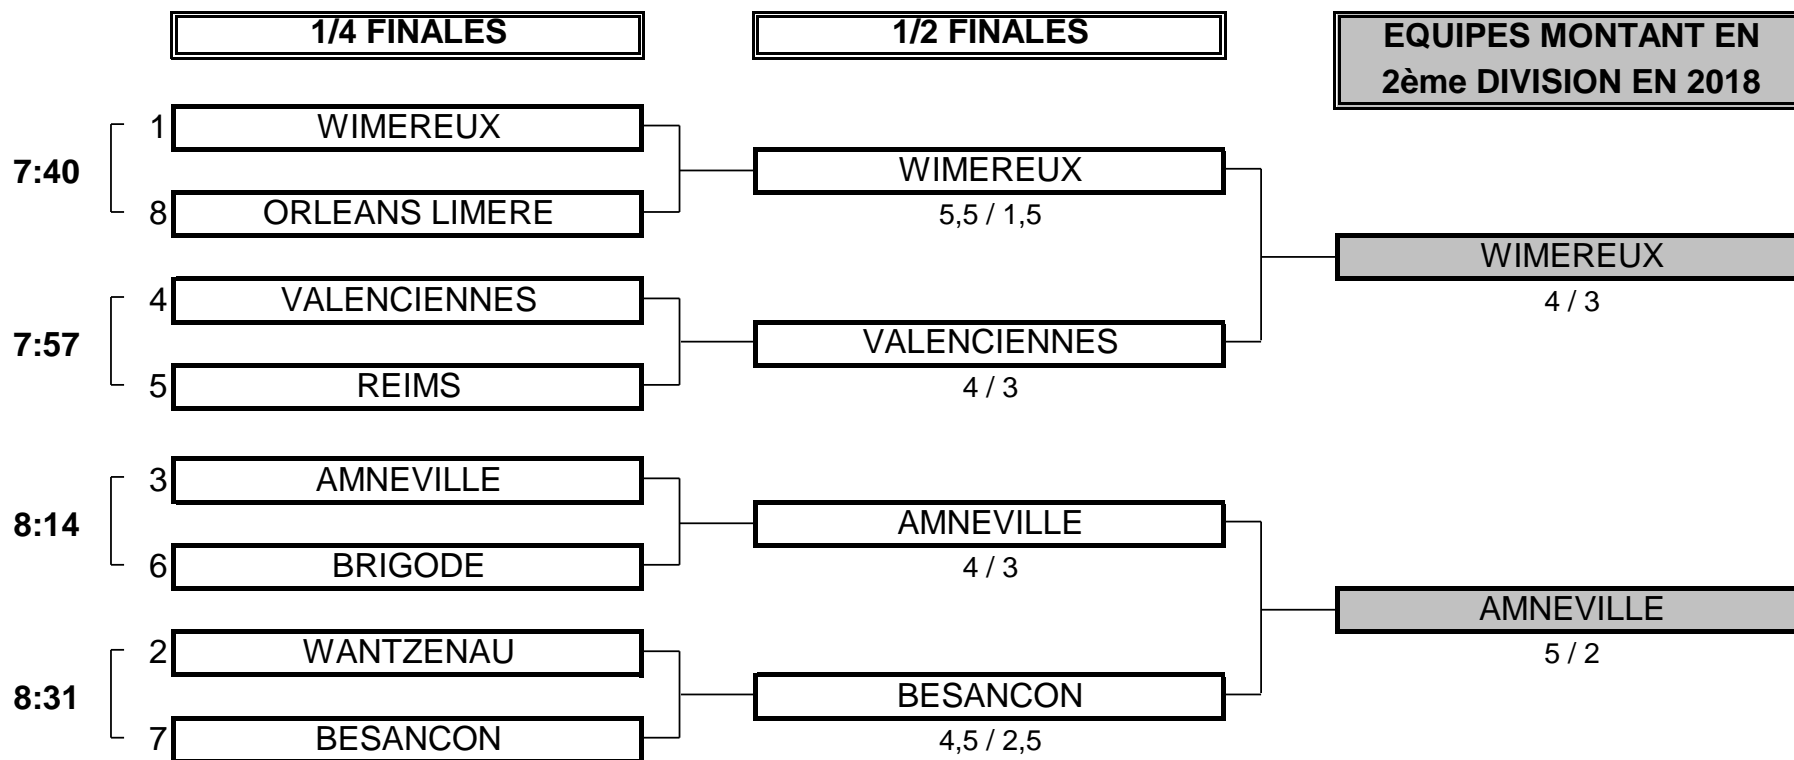 1/4 FINALES
1/2 FINALES
EQUIPES MONTANT EN
2ème DIVISION EN 2018
7:40
1 WIMEREUX
8 ORLEANS LIMERE
WIMEREUX
5,5 / 1,5
7:57
4 VALENCIENNES
5 REIMS
VALENCIENNES
4 / 3
WIMEREUX
4 / 3
8:14
3 AMNEVILLE
6 BRIGODE
AMNEVILLE
4 / 3
8:31
2 WANTZENAU
7 BESANCON
BESANCON
4,5 / 2,5
AMNEVILLE
5 / 2